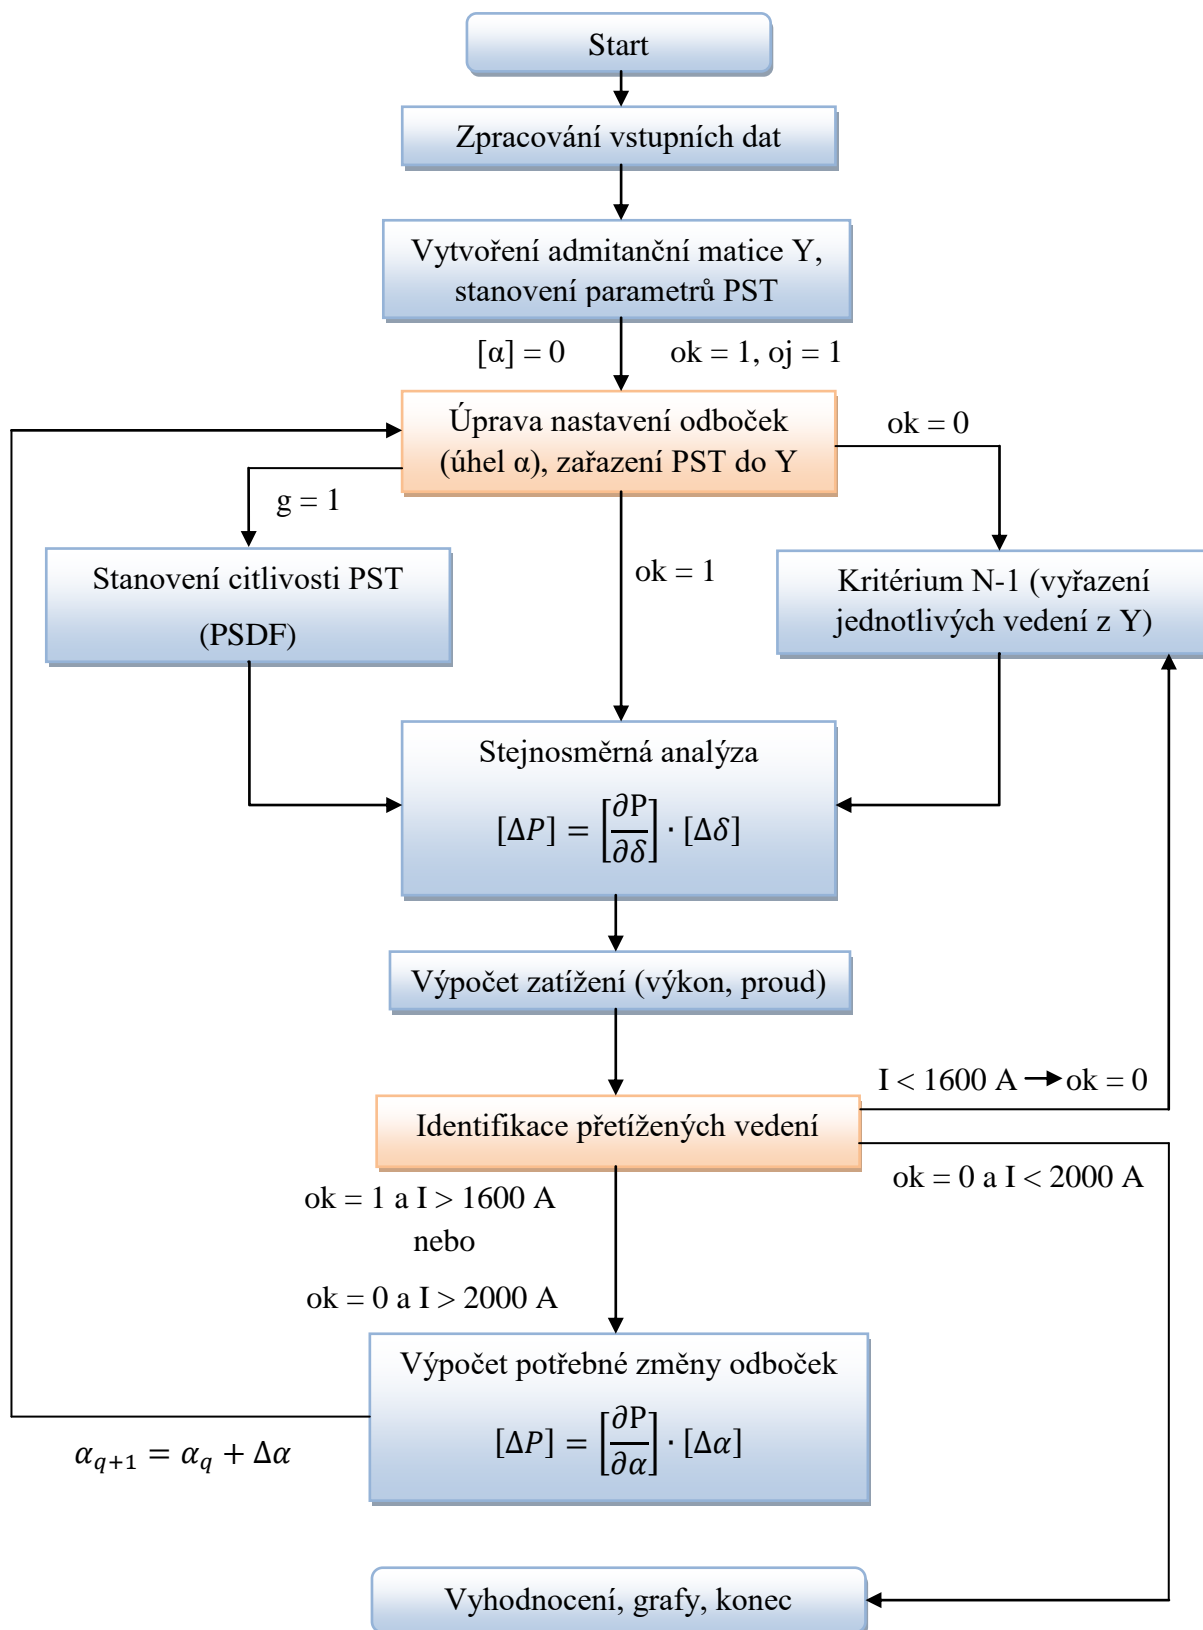 Start
Zpracování vstupních dat
Vytvoření admitanční matice Y,
stanovení parametrů PST
[α] = 0
ok = 1, oj = 1
Úprava nastavení odboček
(úhel α), zařazení PST do Y
ok = 0
g = 1
ok = 1
Stanovení citlivosti PST
(PSDF)
Kritérium N-1 (vyřazení
jednotlivých vedení z Y)
Stejnosměrná analýza
[ΔP] = [∂P/∂δ] · [Δδ]
Výpočet zatížení (výkon, proud)
I < 1600 A → ok = 0
Identifikace přetížených vedení
ok = 0 a I < 2000 A
ok = 1 a I > 1600 A
nebo
ok = 0 a I > 2000 A
Výpočet potřebné změny odboček
[ΔP] = [∂P/∂α] · [Δα]
α_{q+1} = α_q + Δα
Vyhodnocení, grafy, konec